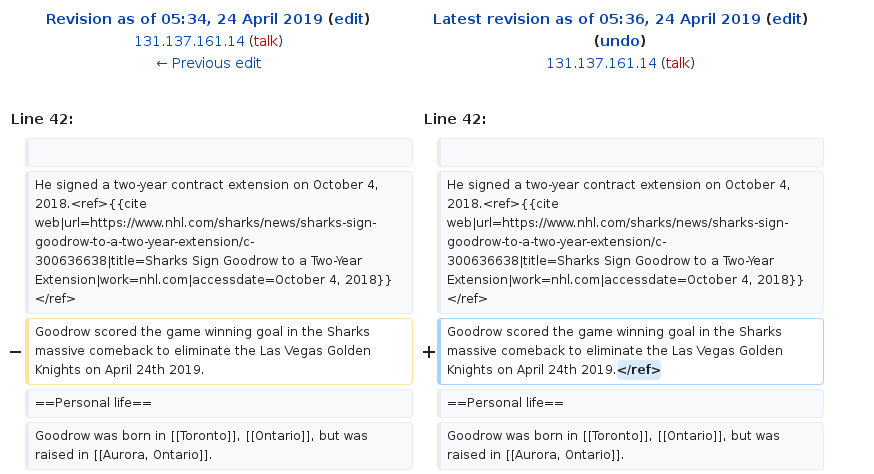 Revision as of 05:34, 24 April 2019 (edit)
131.137.161.14 (talk)
← Previous edit
Latest revision as of 05:36, 24 April 2019 (edit)
(undo)
131.137.161.14 (talk)
Line 42:
Line 42:
He signed a two-year contract extension on October 4,
2018.<ref>{{cite
web|url=https://www.nhl.com/sharks/news/sharks-sign-
goodrow-to-a-two-year-extension/c-
300636638|title=Sharks Sign Goodrow to a Two-Year
Extension|work=nhl.com|accessdate=October 4, 2018}}
</ref>
He signed a two-year contract extension on October 4,
2018.<ref>{{cite
web|url=https://www.nhl.com/sharks/news/sharks-sign-
goodrow-to-a-two-year-extension/c-
300636638|title=Sharks Sign Goodrow to a Two-Year
Extension|work=nhl.com|accessdate=October 4, 2018}}
</ref>
− Goodrow scored the game winning goal in the Sharks
massive comeback to eliminate the Las Vegas Golden
Knights on April 24th 2019.
+ Goodrow scored the game winning goal in the Sharks
massive comeback to eliminate the Las Vegas Golden
Knights on April 24th 2019.</ref>
==Personal life==
==Personal life==
Goodrow was born in [[Toronto]], [[Ontario]], but was
raised in [[Aurora, Ontario]].
Goodrow was born in [[Toronto]], [[Ontario]], but was
raised in [[Aurora, Ontario]].